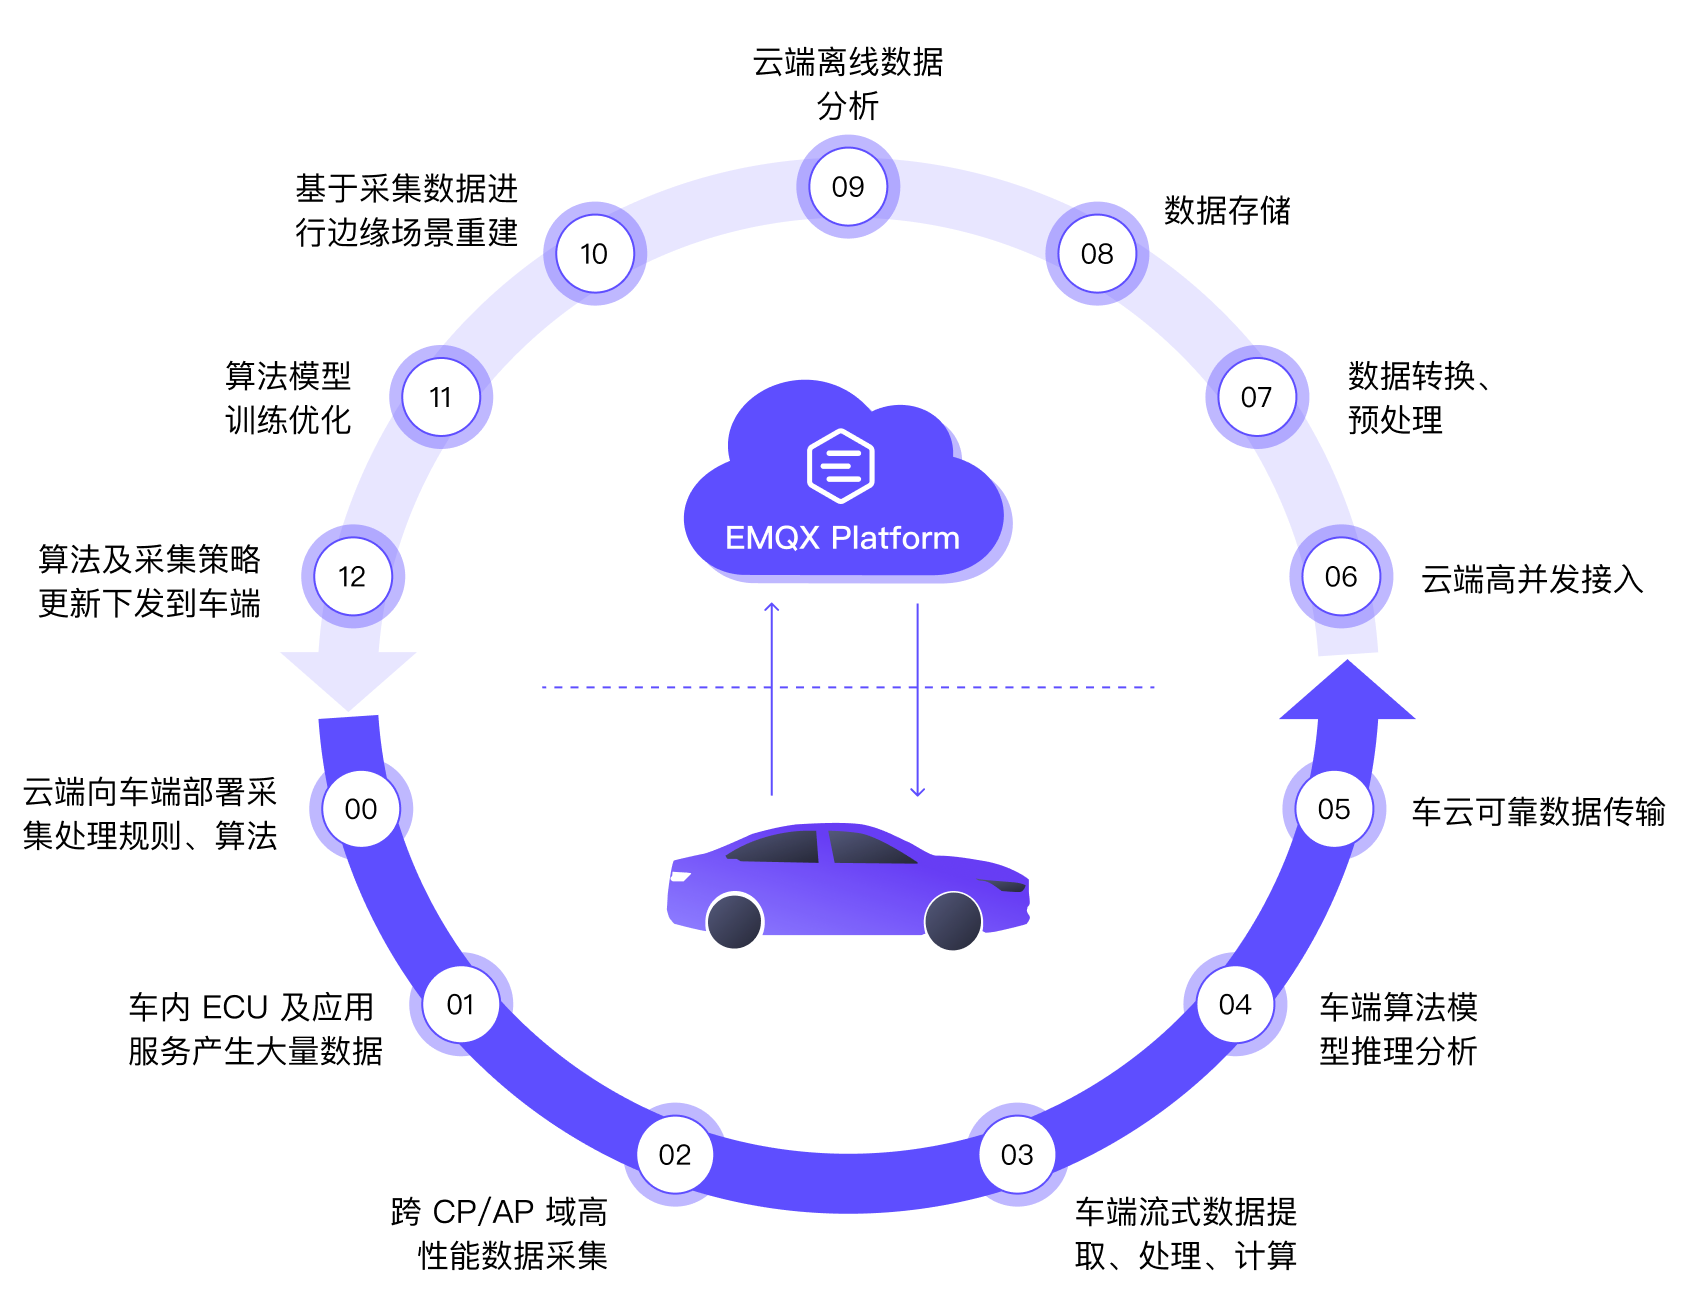 云端离线数据
分析
09
基于采集数据进
行边缘场景重建
10
数据存储
08
算法模型
训练优化
11
数据转换、
预处理
07
EMQX Platform
算法及采集策略
更新下发到车端
12
云端高并发接入
06
云端向车端部署采
集处理规则、算法
00
车云可靠数据传输
05
车内 ECU 及应用
服务产生大量数据
01
车端算法模
型推理分析
04
跨 CP/AP 域高
性能数据采集
02
车端流式数据提
取、处理、计算
03